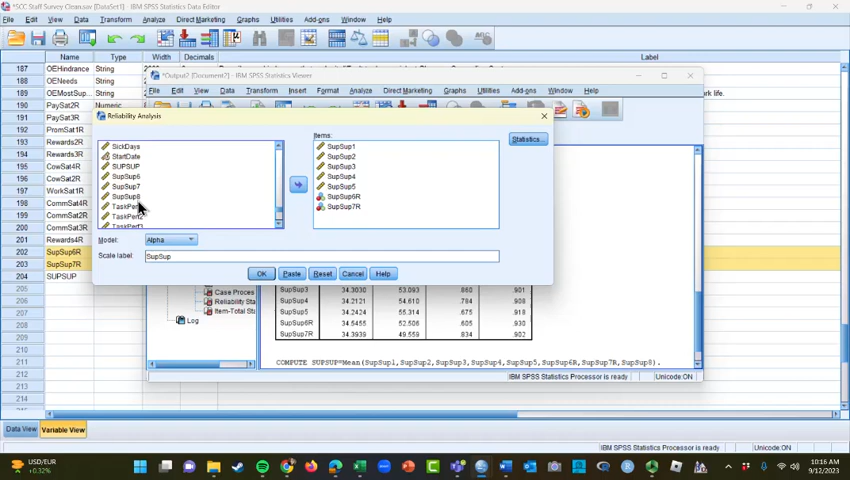 *SCC Staff Survey Clean.sav [DataSet1] - IBM SPSS Statistics Data Editor
File Edit View Data Transform Analyze Direct Marketing Graphs Utilities Add-ons Window Help
Name Type Width Decimals Label
187 OEHindrance String
188 OENeeds String
189 OEMostSup... String rk life.
190 PaySat2R Numeric
191 PaySat3R
192 PromSat1R
193 Rewards2R
194 Rewards3R
195 CowSat4R
196 CowSat2R
197 WorkSat1R
198 CommSat4R
199 CommSat2R
200 CommSat3R
201 Rewards4R
202 SupSup6R
203 SupSup7R
204 SUPSUP
205
206
207
208
209
210
211
212
213
214
*Output2 [Document2] - IBM SPSS Statistics Viewer
File Edit View Data Transform Insert Format Analyze Direct Marketing Graphs Utilities Add-ons Window Help
Reliability Analysis
Items:
Statistics...
SickDays
StartDate
SUPSUP
SupSup6
SupSup7
SupSup8
TaskPerf2
TaskPerf3
SupSup1
SupSup2
SupSup3
SupSup4
SupSup5
SupSup6R
SupSup7R
Model: Alpha
Scale label: SupSup
OK Paste Reset Cancel Help
Case Proces
Reliability Sta
Item-Total Sta
Log
SupSup3 34.3030 53.093 .860 .901
SupSup4 34.2121 54.610 .784 .908
SupSup5 34.2424 55.314 .675 .918
SupSup6R 34.5455 52.506 .605 .930
SupSup7R 34.3939 49.559 .834 .902
COMPUTE SUPSUP=Mean(SupSup1,SupSup2,SupSup3,SupSup4,SupSup5,SupSup6R,SupSup7R,SupSup8).
IBM SPSS Statistics Processor is ready Unicode:ON
Data View Variable View
IBM SPSS Statistics Processor is ready Unicode:ON
USD/EUR
+0.32%
10:16 AM
9/12/2023